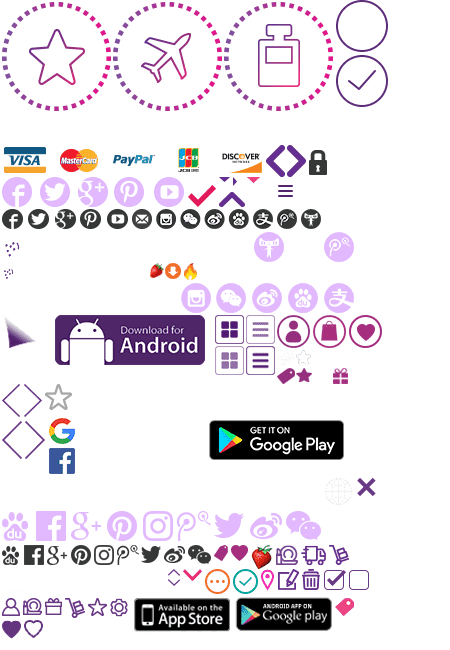 VISA MasterCard PayPal JCB DISCOVER
NETWORK
Download for
Android
GET IT ON
Google Play
Available on the
App Store
ANDROID APP ON
Google play